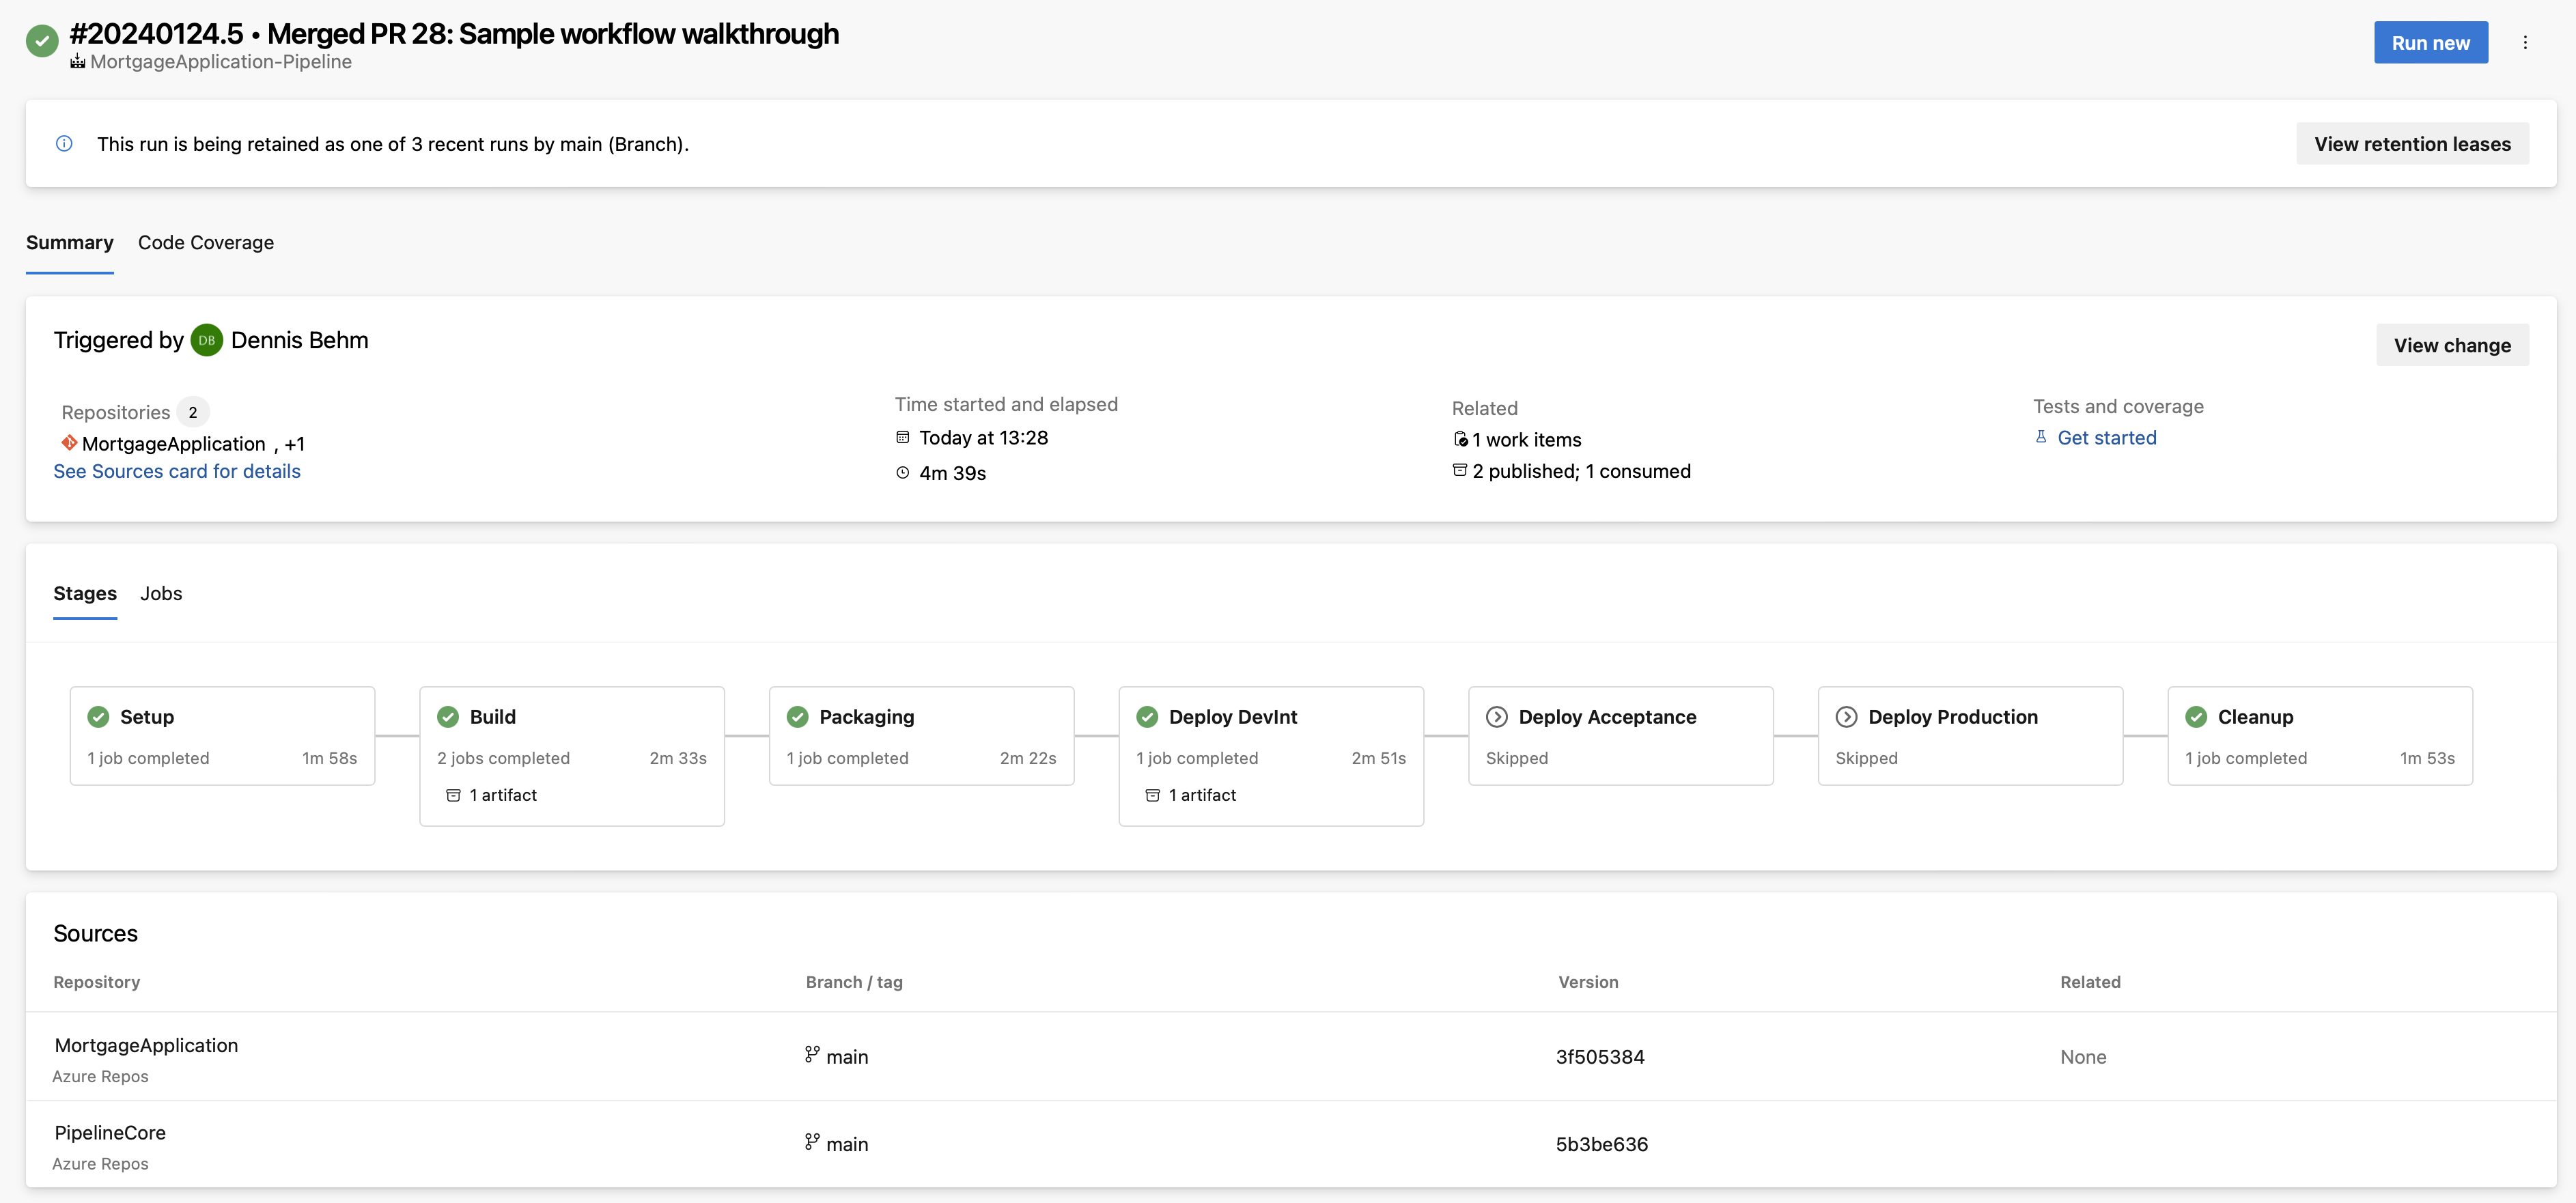 #20240124.5 • Merged PR 28: Sample workflow walkthrough
MortgageApplication-Pipeline
Run new
This run is being retained as one of 3 recent runs by main (Branch).
View retention leases
Summary
Code Coverage
Triggered by DB Dennis Behm
View change
Repositories 2
MortgageApplication , +1
See Sources card for details
Time started and elapsed
Today at 13:28
4m 39s
Related
1 work items
2 published; 1 consumed
Tests and coverage
Get started
Stages
Jobs
Setup
1 job completed 1m 58s
Build
2 jobs completed 2m 33s
1 artifact
Packaging
1 job completed 2m 22s
Deploy DevInt
1 job completed 2m 51s
1 artifact
Deploy Acceptance
Skipped
Deploy Production
Skipped
Cleanup
1 job completed 1m 53s
Sources
Repository Branch / tag Version Related
MortgageApplication
Azure Repos
main
3f505384
None
PipelineCore
Azure Repos
main
5b3be636